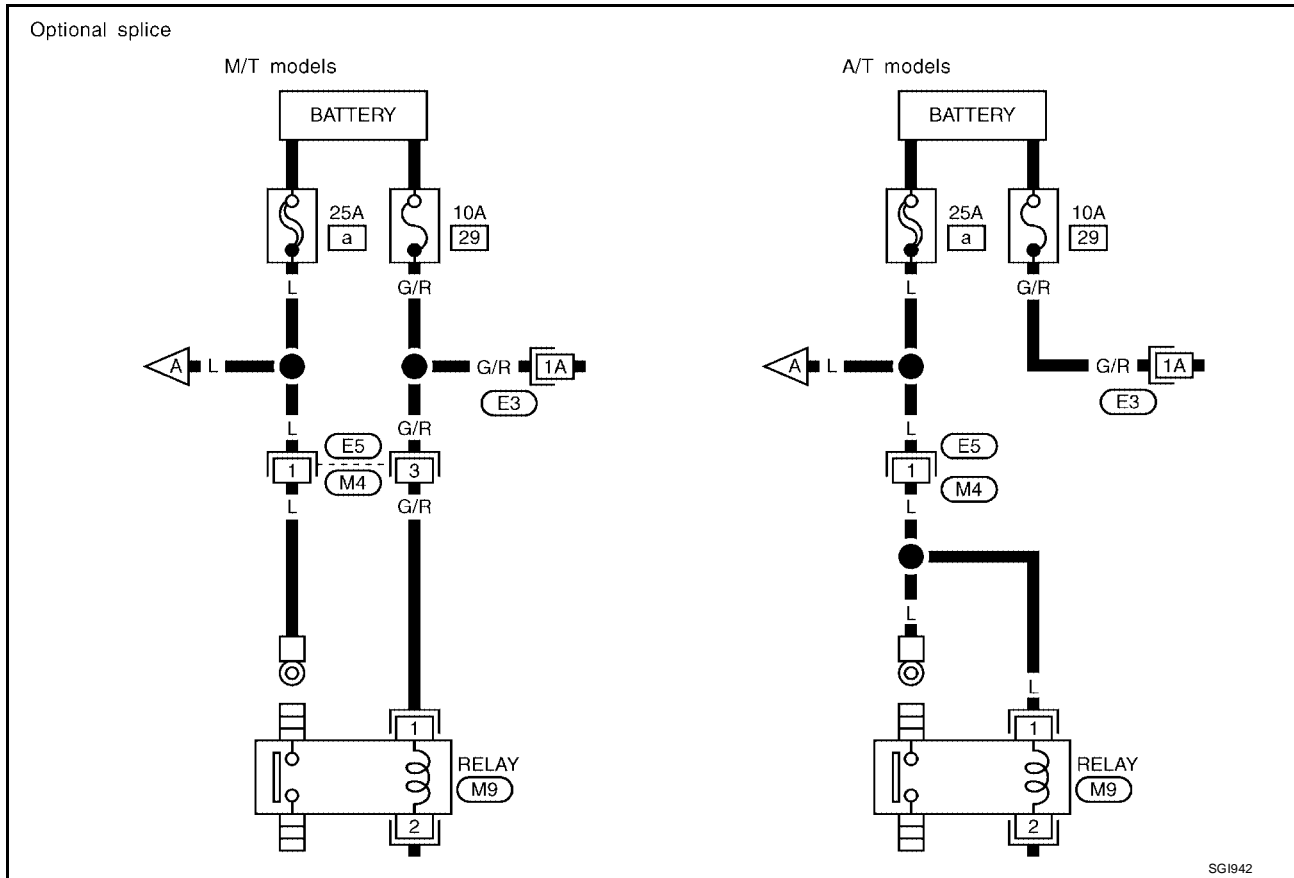 Optional splice
M/T models
BATTERY
25A
a
10A
29
L
G/R
A
L
G/R
1A
E3
L
G/R
E5
1
3
M4
L
G/R
1
RELAY
M9
2
A/T models
BATTERY
25A
a
10A
29
L
G/R
A
L
G/R
1A
E3
L
E5
1
M4
L
L
L
1
RELAY
M9
2
SGI942